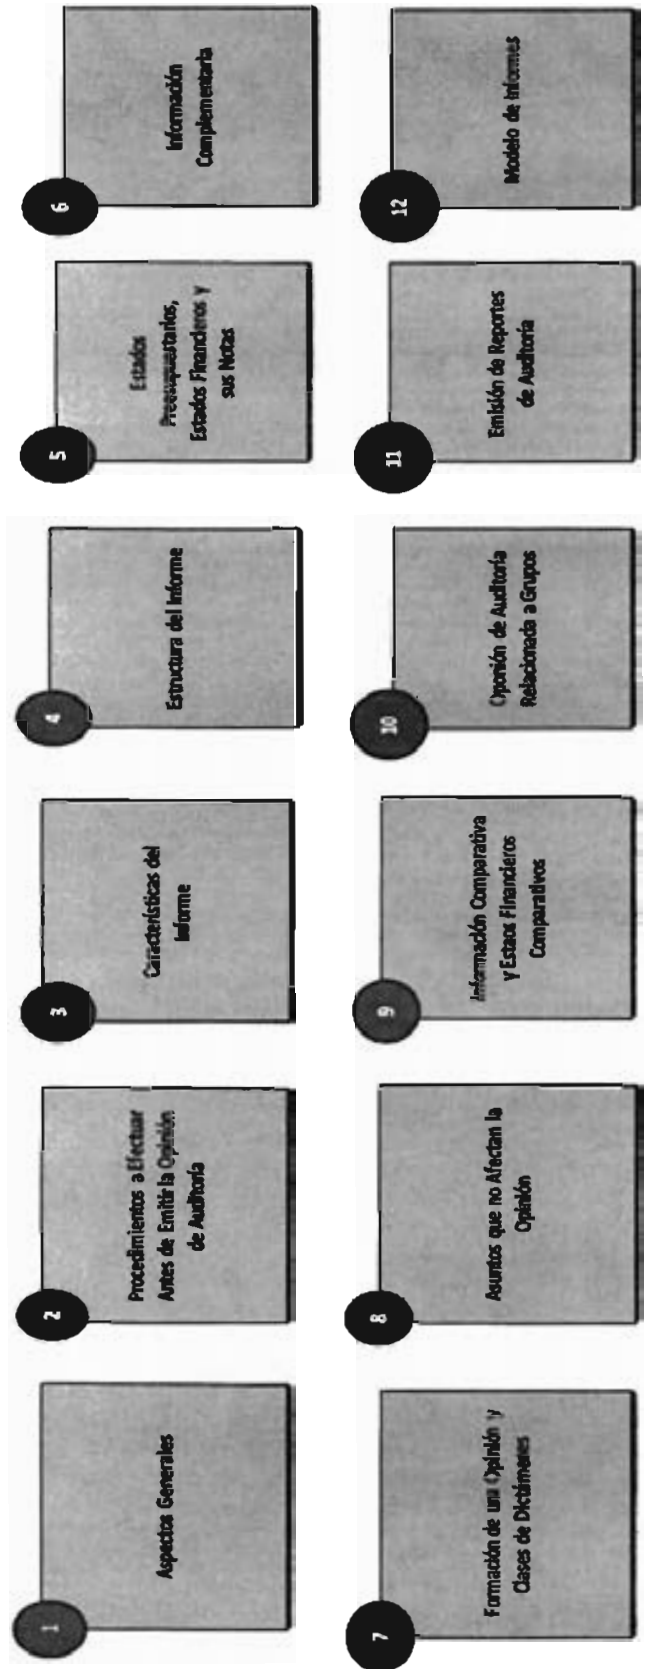 1
Aspectos Generales
2
Procedimientos a Efectuar
Antes de Emitir la Opinión
de Auditoría
3
Características del
Informe
4
Estructura del Informe
5
Estados
Presupuestarios,
Estados Financieros y
sus Notas
6
Información
Complementaria
7
Formación de una Opinión y
Clases de Dictámenes
8
Asuntos que no Afectan la
Opinión
9
Información Comparativa
y Estaos Financieros
Comparativos
10
Oponión de Auditoría
Relacionada a Grupos
11
Emisión de Reportes
de Auditoría
12
Modelo de Informes